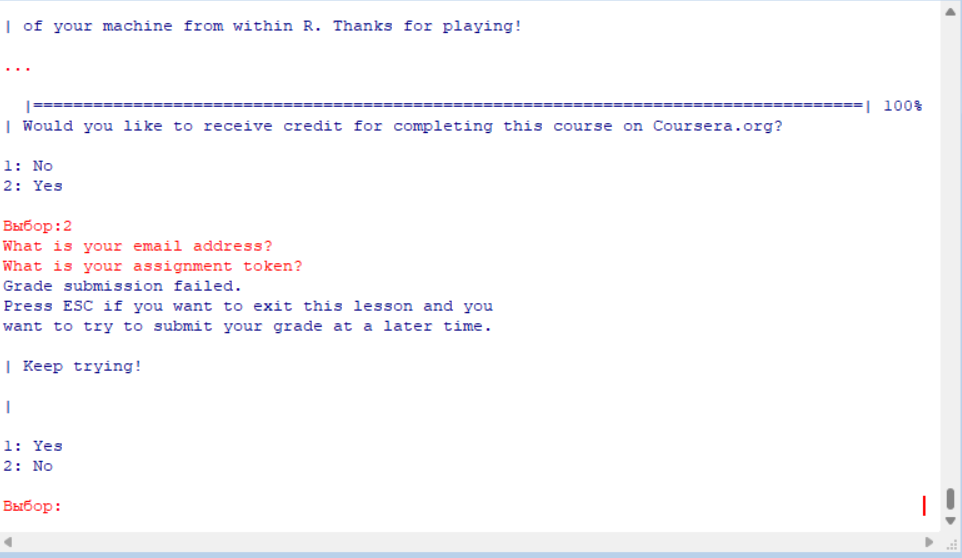 | of your machine from within R. Thanks for playing!
...
|===================================================================================| 100%
| Would you like to receive credit for completing this course on Coursera.org?
1: No
2: Yes
Выбор:2
What is your email address?
What is your assignment token?
Grade submission failed.
Press ESC if you want to exit this lesson and you
want to try to submit your grade at a later time.
| Keep trying!
|
1: Yes
2: No
Выбор: